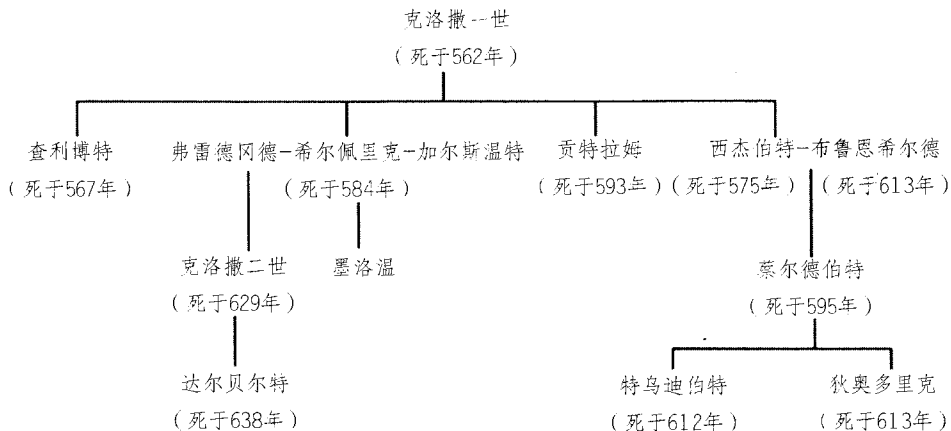 克洛撒一世
（死于562年）
查利博特 弗雷德冈德-希尔佩里克-加尔斯温特 贡特拉姆 西杰伯特-布鲁恩希尔德
（死于567年） （死于584年） （死于593年） （死于575年） （死于613年）
克洛撒二世 墨洛温 蔡尔德伯特
（死于629年） （死于595年）
达尔贝尔特 特乌迪伯特 狄奥多里克
（死于638年） （死于612年） （死于613年）